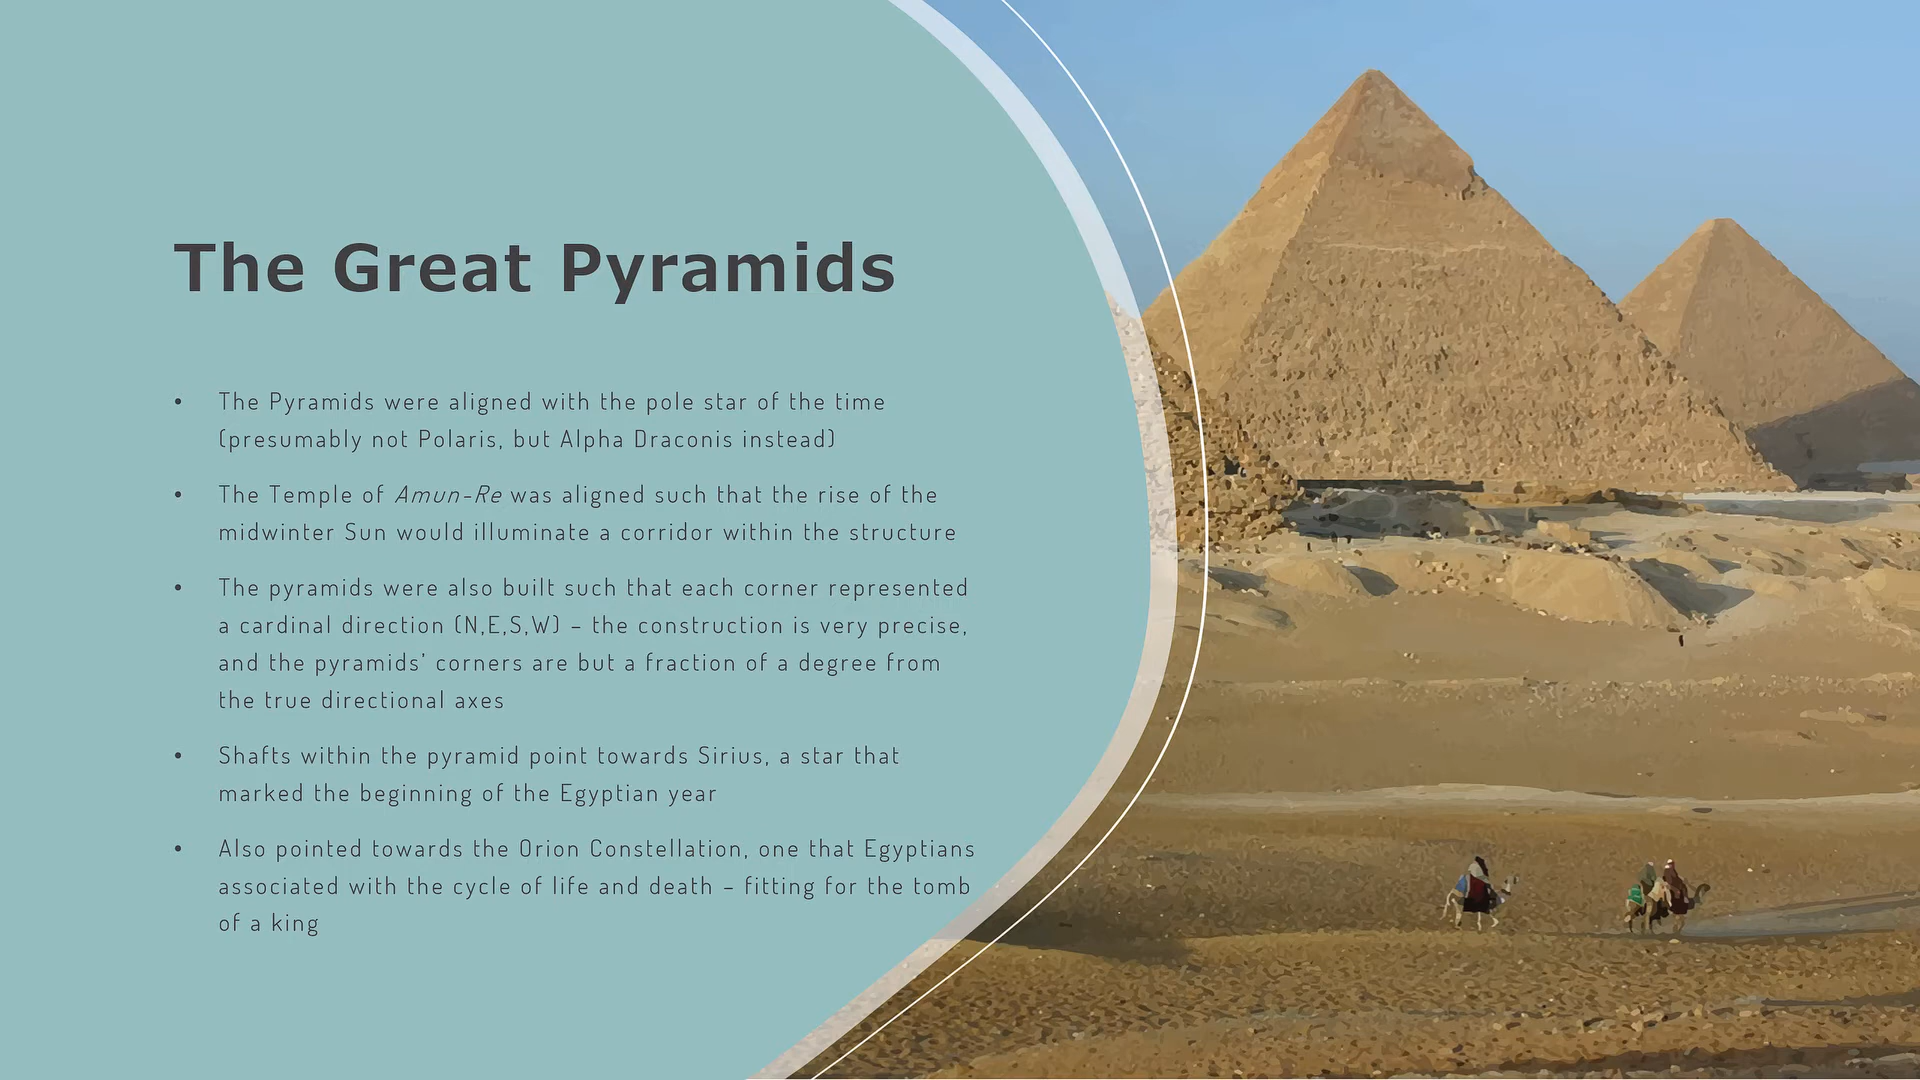 The Great Pyramids
• The Pyramids were aligned with the pole star of the time
(presumably not Polaris, but Alpha Draconis instead)
• The Temple of Amun-Re was aligned such that the rise of the
midwinter Sun would illuminate a corridor within the structure
• The pyramids were also built such that each corner represented
a cardinal direction (N,E,S,W) – the construction is very precise,
and the pyramids’ corners are but a fraction of a degree from
the true directional axes
• Shafts within the pyramid point towards Sirius, a star that
marked the beginning of the Egyptian year
• Also pointed towards the Orion Constellation, one that Egyptians
associated with the cycle of life and death – fitting for the tomb
of a king